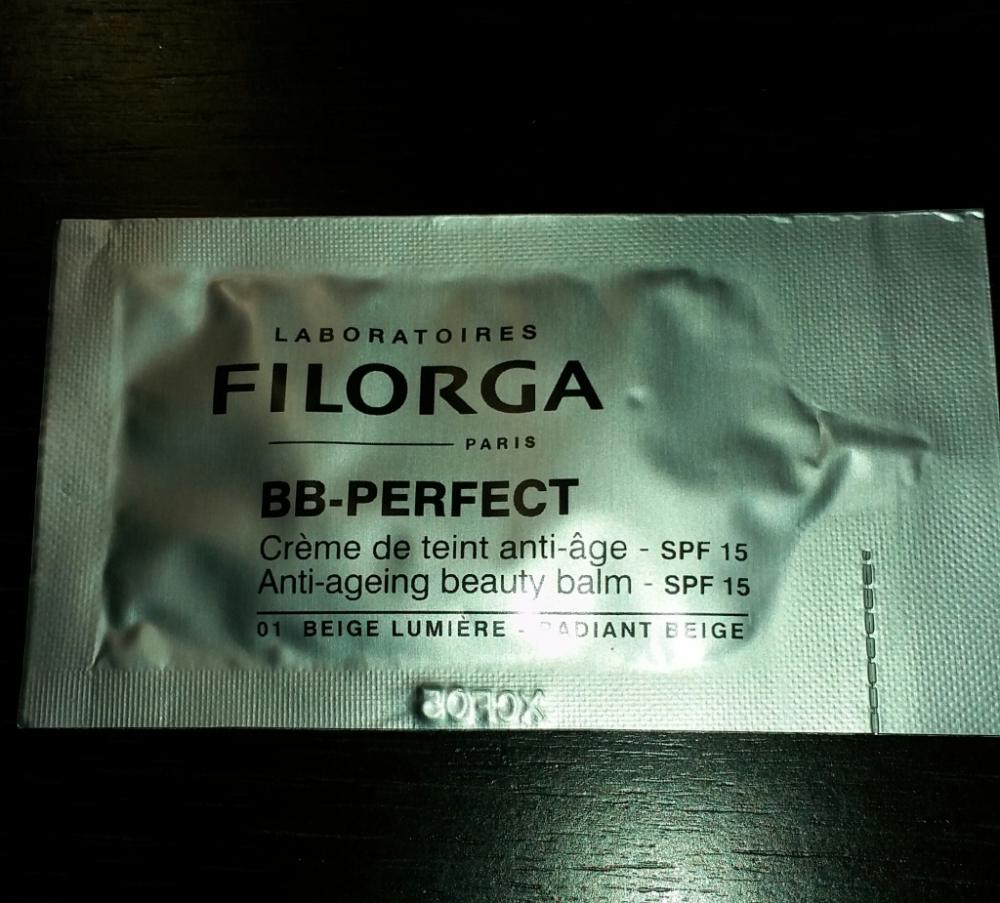 LABORATOIRES
FILORGA
PARIS
BB-PERFECT
Crème de teint anti-âge - SPF 15
Anti-ageing beauty balm - SPF 15
01 BEIGE LUMIÈRE - RADIANT BEIGE